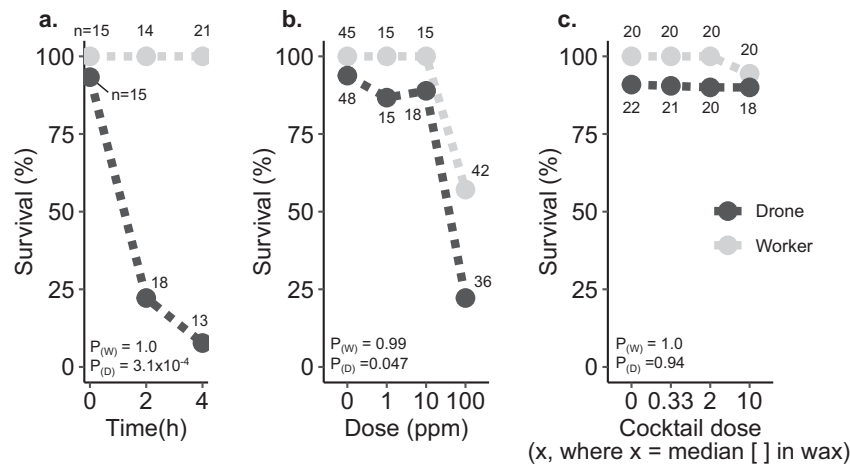 a.
n=15 14 21
100
n=15
75
50
25
18
13
0
Survival (%)
P(W) = 1.0
P(D) = 3.1x10-4
0 2 4
Time(h)
b.
45 15 15
100
48
15 18
75
50
25
42
36
0
Survival (%)
P(W) = 0.99
P(D) =0.047
0 1 10 100
Dose (ppm)
c.
20 20 20
20
100
22 21 20 18
75
50
25
0
Survival (%)
Drone
Worker
P(W) = 1.0
P(D) =0.94
0 0.33 2 10
Cocktail dose
(x, where x = median [ ] in wax)